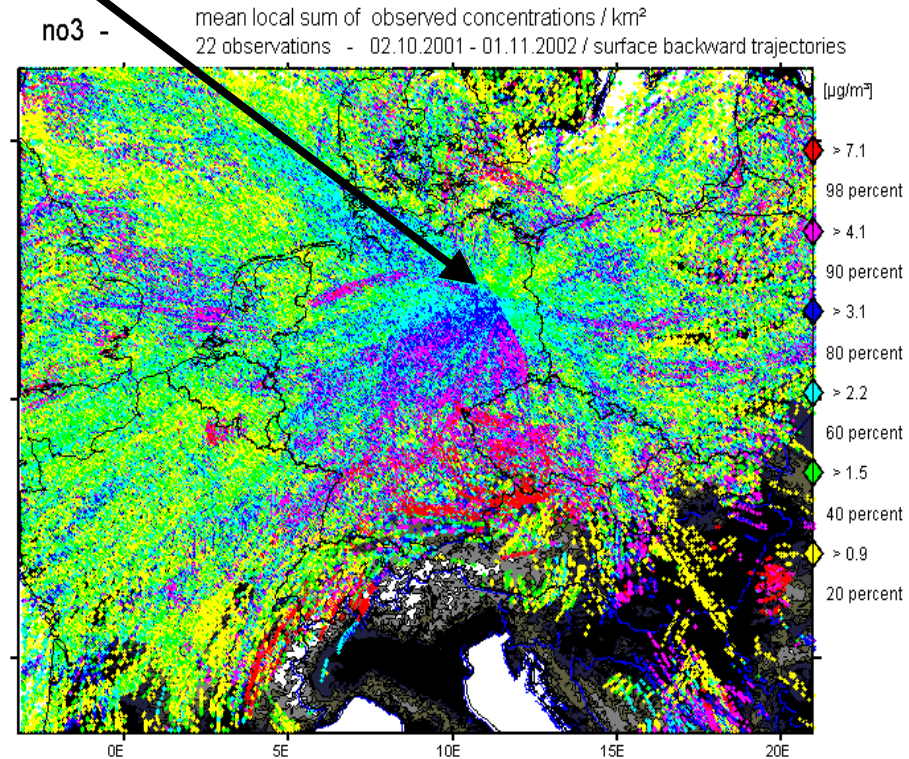 no3 -
mean local sum of observed concentrations / km²
22 observations - 02.10.2001 - 01.11.2002 / surface backward trajectories
[µg/m³]
> 7.1
98 percent
> 4.1
90 percent
> 3.1
80 percent
> 2.2
60 percent
> 1.5
40 percent
> 0.9
20 percent
0E 5E 10E 15E 20E